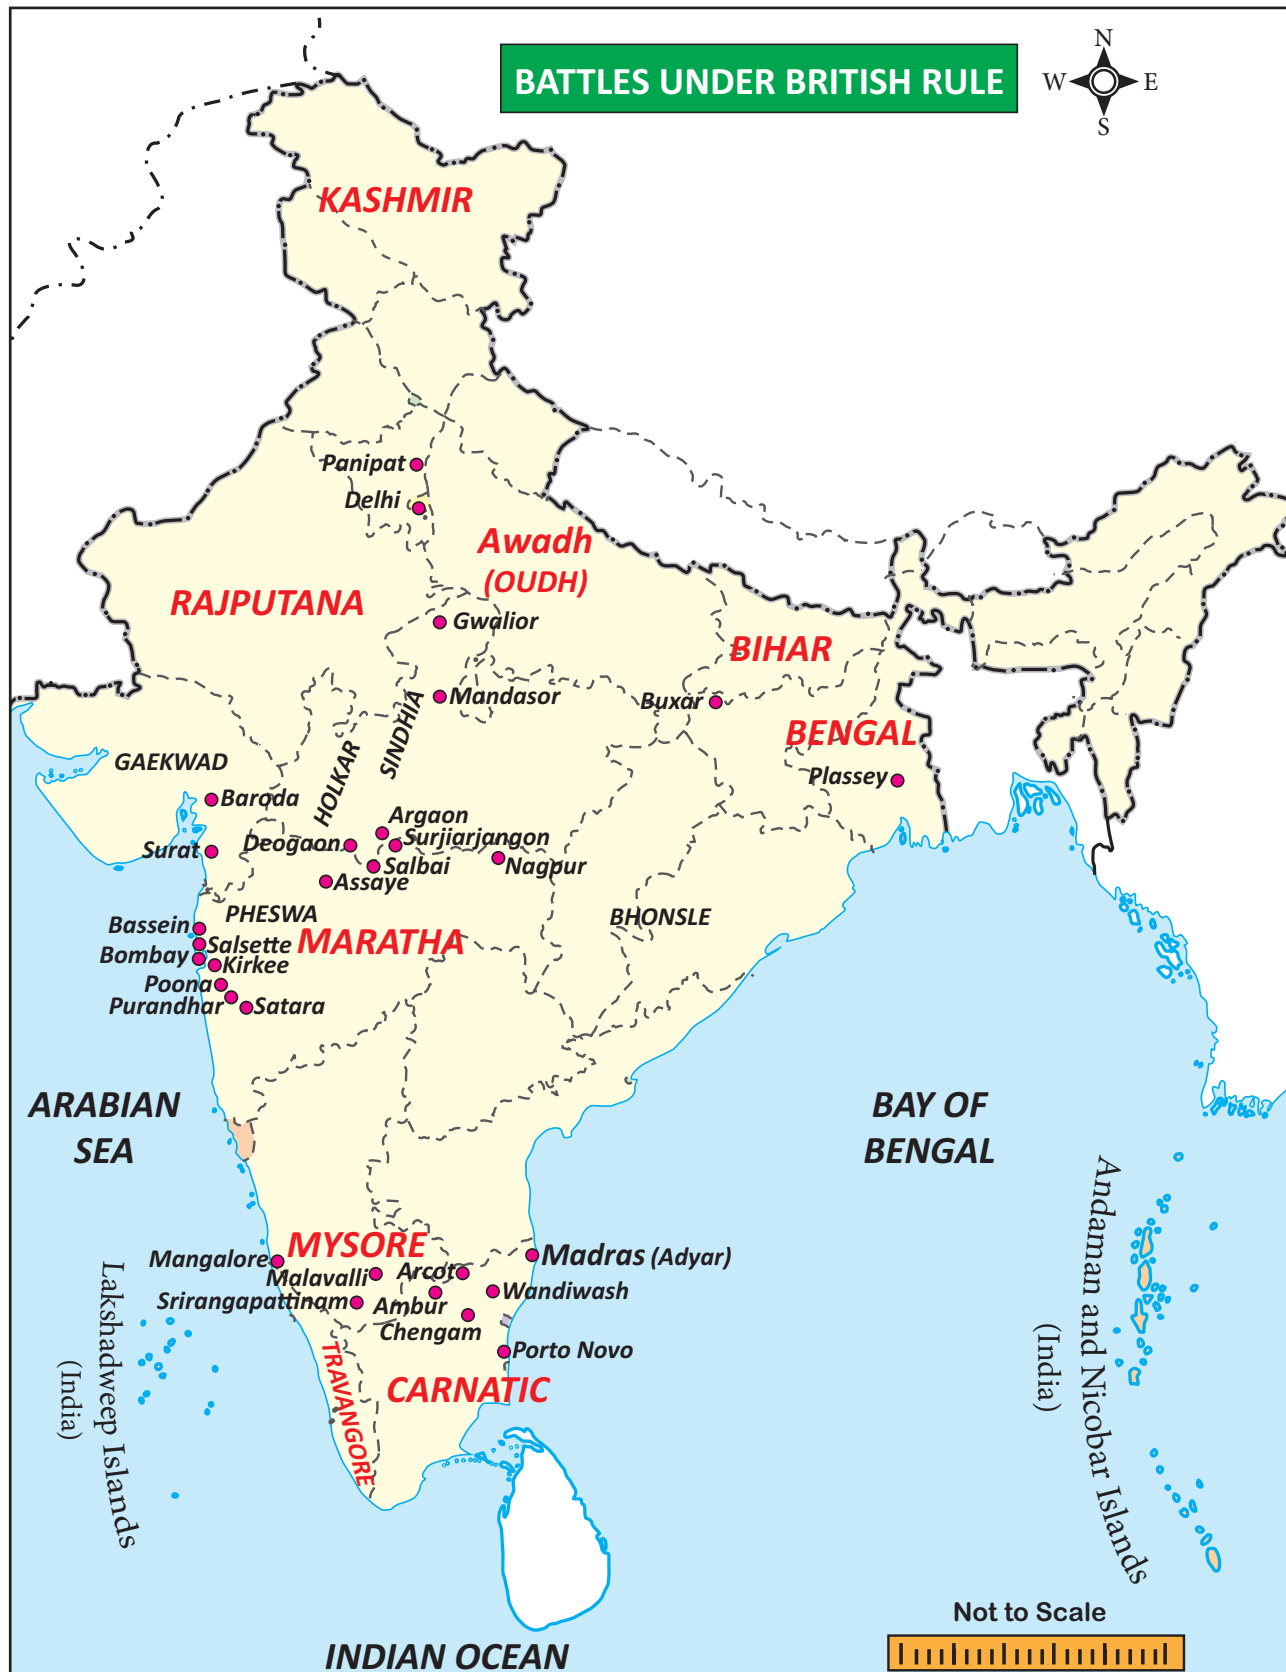 BATTLES UNDER BRITISH RULE
N
W
E
S
KASHMIR
Panipat
Delhi
Awadh
(OUDH)
RAJPUTANA
Gwalior
BIHAR
Mandasor
Buxar
SINDHIA
BENGAL
HOLKAR
GAEKWAD
Plassey
Baroda
Argaon
Deogaon
Surjiarjangon
Surat
Salbai
Nagpur
Assaye
PHESWA
BHONSLE
Bassein
MARATHA
Salsette
Bombay
Kirkee
Poona
Purandhar
Satara
ARABIAN
SEA
BAY OF
BENGAL
Andaman and Nicobar Islands
(India)
MYSORE
Mangalore
Madras (Adyar)
Malavalli
Arcot
Srirangapattinam
Ambur
Wandiwash
Chengam
Porto Novo
Lakshadweep Islands
(India)
TRAVANGORE
CARNATIC
Not to Scale
INDIAN OCEAN